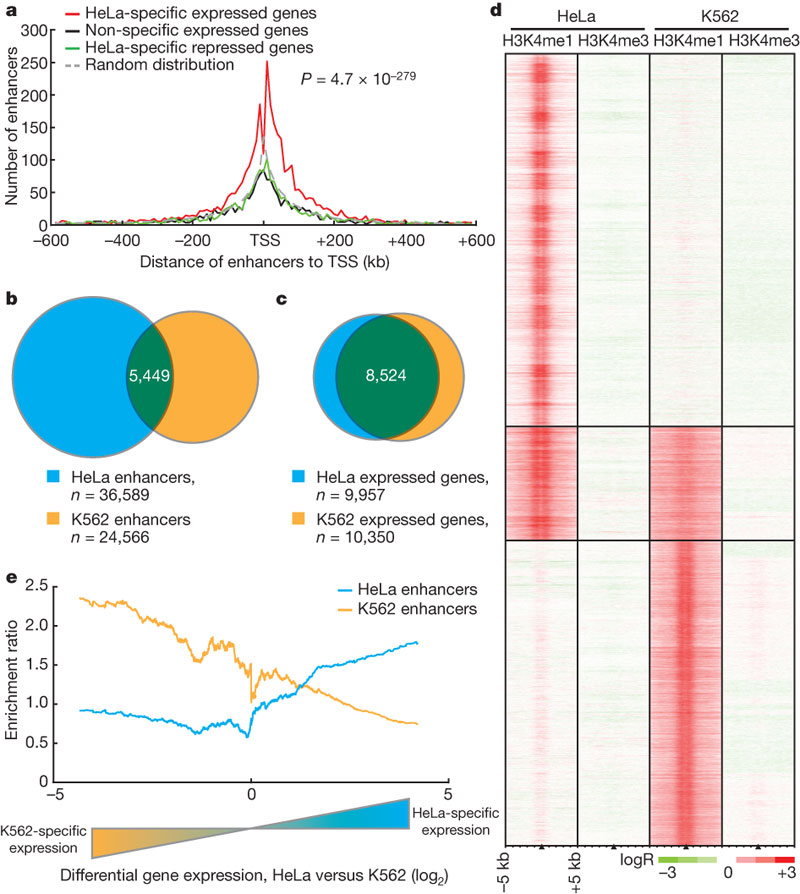 a
HeLa-specific expressed genes
Non-specific expressed genes
HeLa-specific repressed genes
Random distribution
P = 4.7 × 10–279
Number of enhancers
300
250
200
150
100
50
0
–600 –400 –200 TSS +200 +400 +600
Distance of enhancers to TSS (kb)
b
5,449
HeLa enhancers,
n = 36,589
K562 enhancers
n = 24,566
c
8,524
HeLa expressed genes,
n = 9,957
K562 expressed genes,
n = 10,350
d
HeLa K562
H3K4me1 H3K4me3 H3K4me1 H3K4me3
–5 kb
+5 kb
logR
–3 0 +3
e
HeLa enhancers
K562 enhancers
Enrichment ratio
2.5
2.0
1.5
1.0
0.5
0
–5 0 5
K562-specific
expression
HeLa-specific
expression
Differential gene expression, HeLa versus K562 (log2)